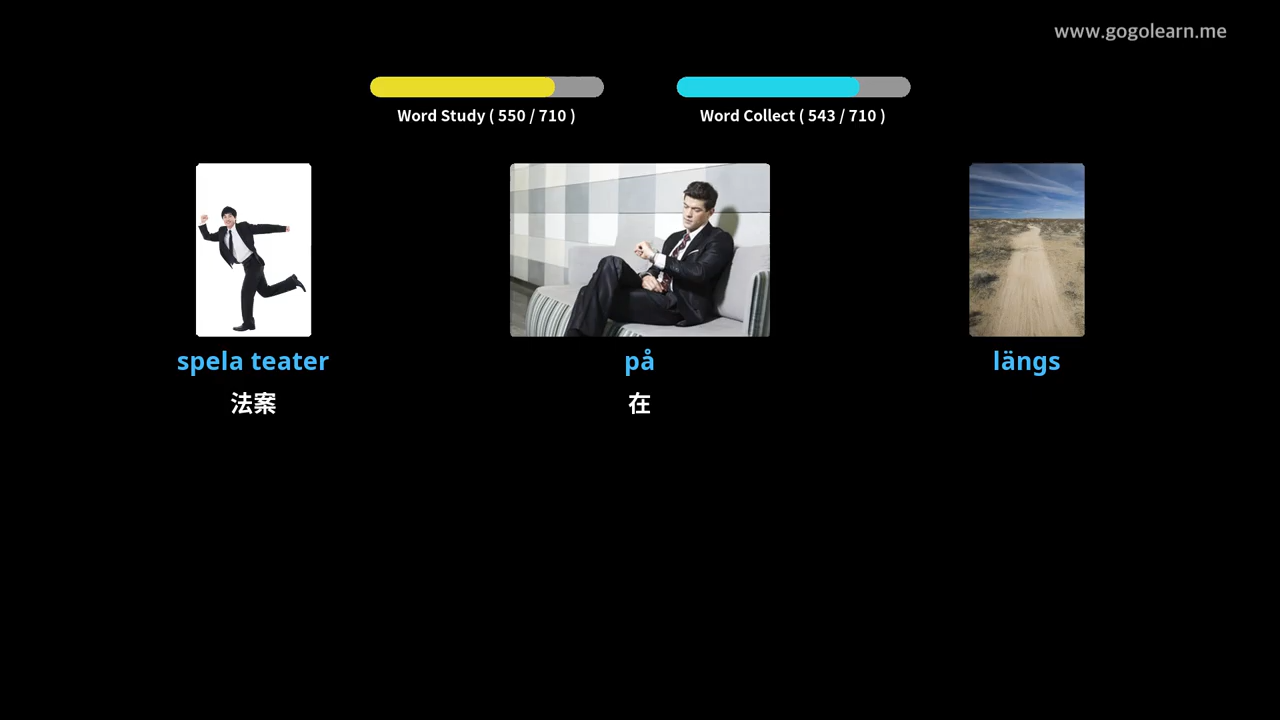 www.gogolearn.me
Word Study ( 550 / 710 )
Word Collect ( 543 / 710 )
spela teater
på
längs
法案
在